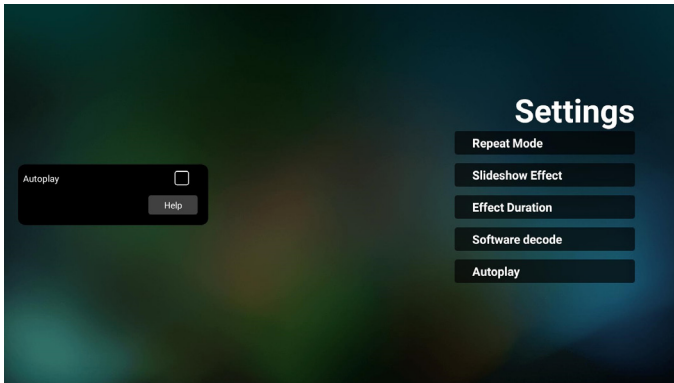 Settings
Repeat Mode
Slideshow Effect
Effect Duration
Software decode
Autoplay
Autoplay
Help